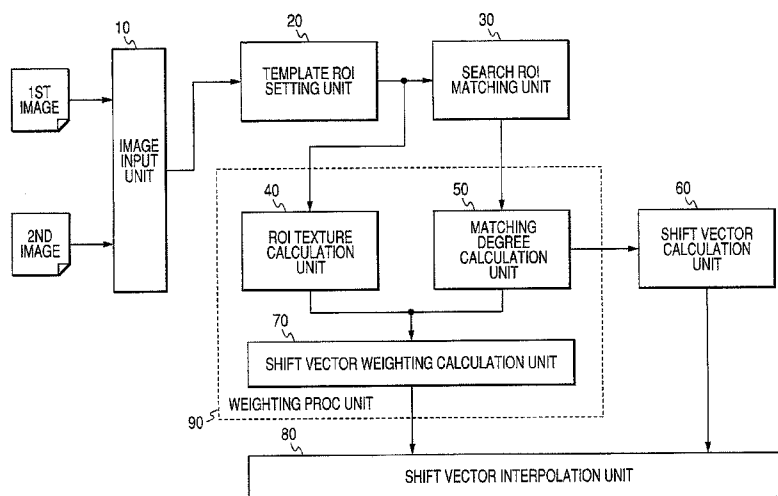 10
20
30
1ST
IMAGE
2ND
IMAGE
IMAGE
INPUT
UNIT
TEMPLATE ROI
SETTING UNIT
SEARCH ROI
MATCHING UNIT
40
50
60
ROI TEXTURE
CALCULATION
UNIT
MATCHING
DEGREE
CALCULATION
UNIT
SHIFT VECTOR
CALCULATION
UNIT
70
SHIFT VECTOR WEIGHTING CALCULATION UNIT
WEIGHTING PROC UNIT
90
80
SHIFT VECTOR INTERPOLATION UNIT